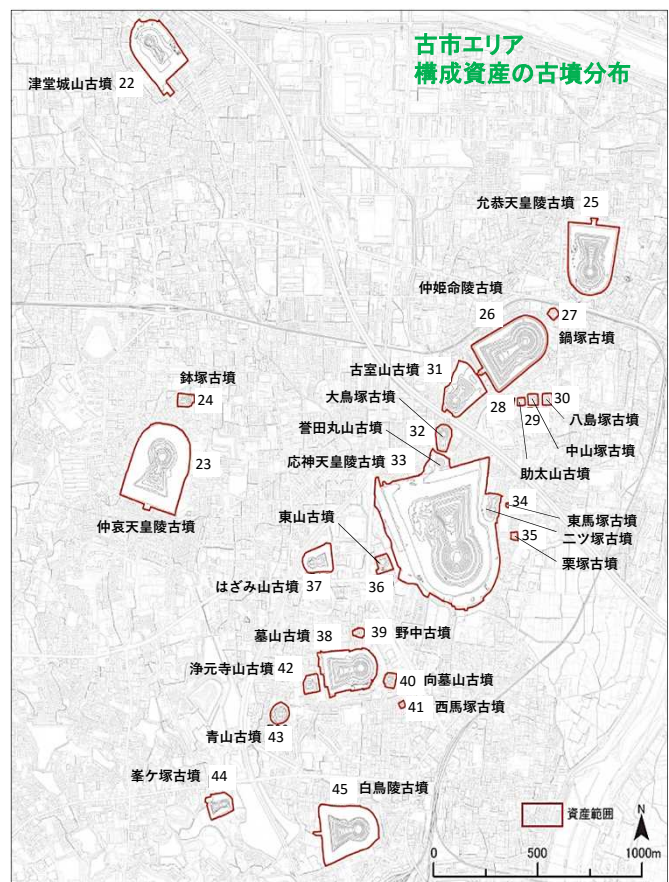 古市エリア
構成資産の古墳分布
津堂城山古墳 22
允恭天皇陵古墳 25
仲姫命陵古墳
26
27
鍋塚古墳
古室山古墳 31
鉢塚古墳
24
大鳥塚古墳
32
28
29
30
八島塚古墳
中山塚古墳
助太山古墳
誉田丸山古墳
応神天皇陵古墳 33
23
仲哀天皇陵古墳
34
東馬塚古墳
二ツ塚古墳
35
栗塚古墳
東山古墳
36
はざみ山古墳 37
墓山古墳 38
39 野中古墳
浄元寺山古墳 42
40 向墓山古墳
41 西馬塚古墳
青山古墳 43
峯ケ塚古墳 44
45 白鳥陵古墳
資産範囲
N
0 500 1000m